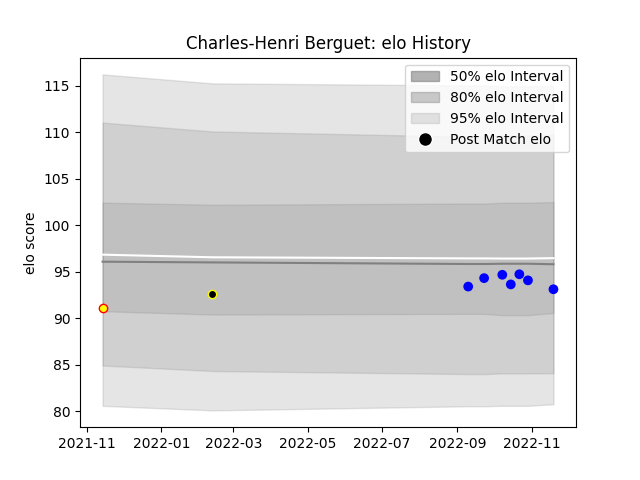 Charles-Henri Berguet: elo History
50% elo Interval
80% elo Interval
95% elo Interval
Post Match elo
elo score
115
110
105
100
95
90
85
80
2021-11 2022-01 2022-03 2022-05 2022-07 2022-09 2022-11